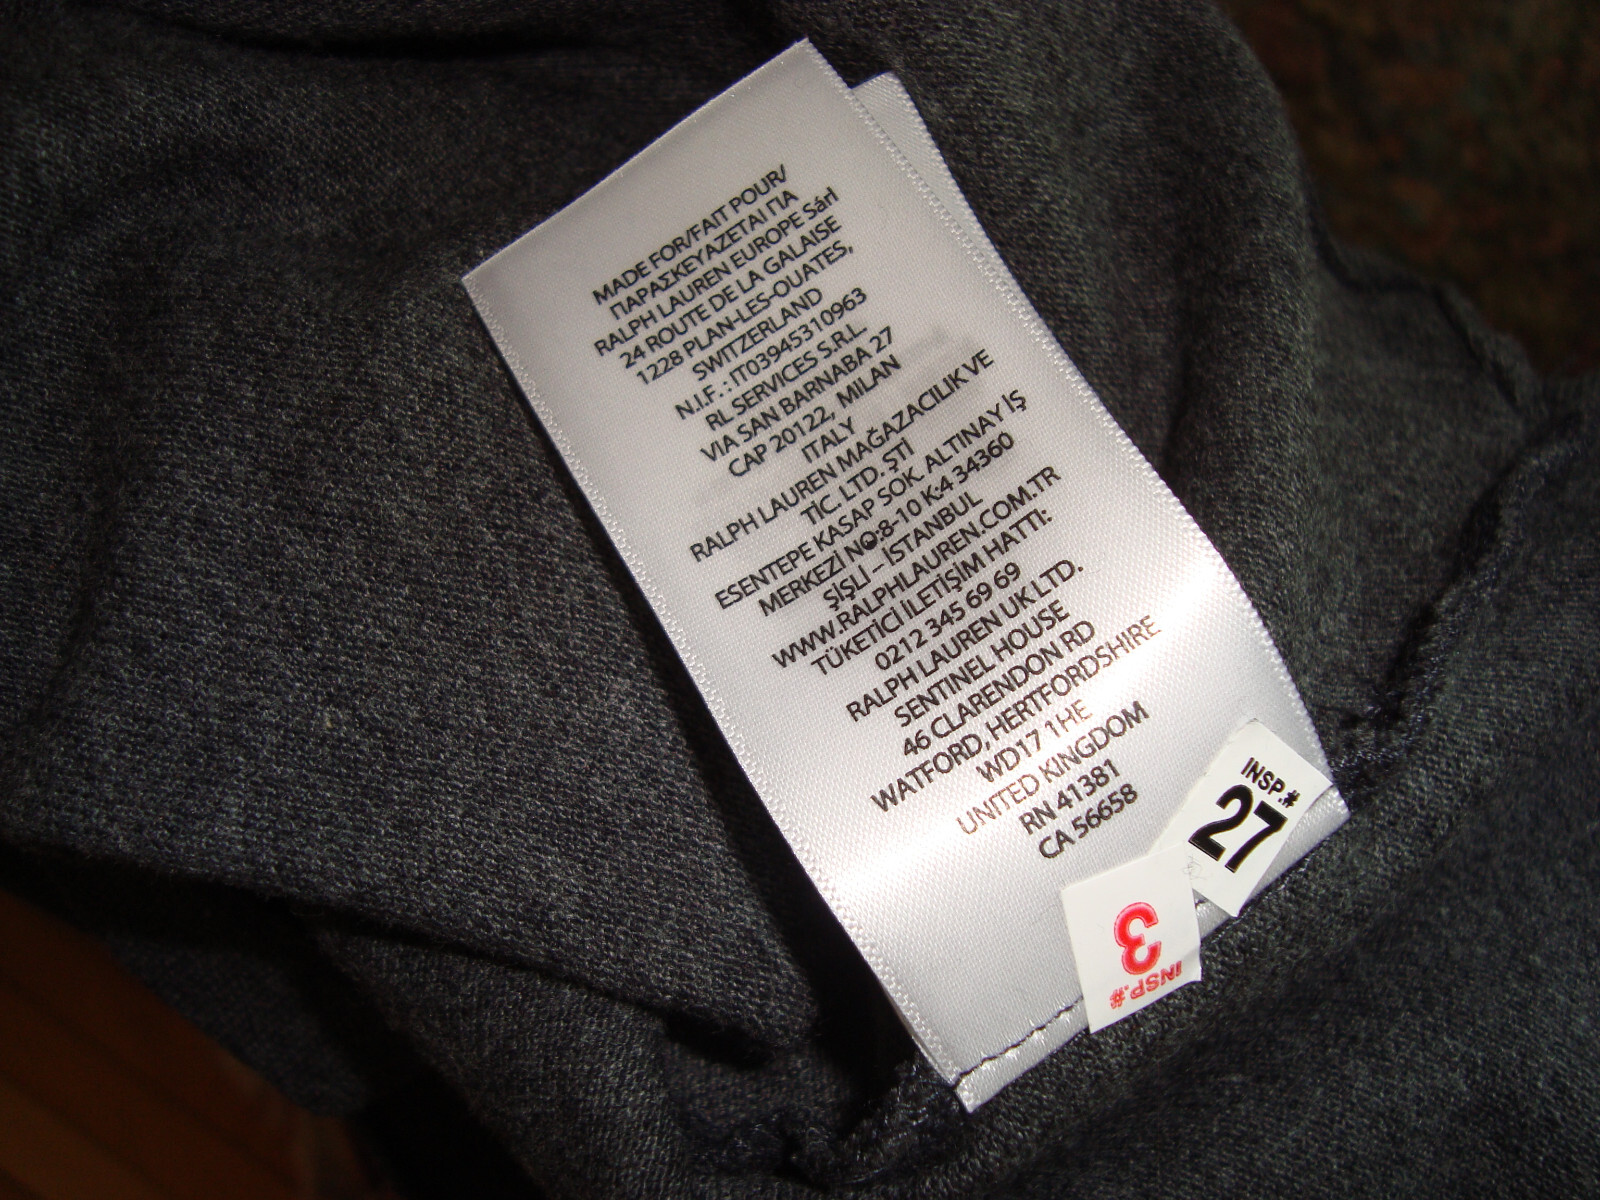 MADE FOR/FAIT POUR/
ΠΑΡΑΣΚΕΥΑΖΕΤΑΙ ΓΙΑ
RALPH LAUREN EUROPE Sárl
24 ROUTE DE LA GALAISE
1228 PLAN-LES-OUATES,
SWITZERLAND
N.I.F. : IT03945310963
RL SERVICES S.R.L.
VIA SAN BARNABA 27
CAP 20122, MILAN
ITALY
RALPH LAUREN MAĞAZACILIK VE
TİC. LTD. ŞTİ
ESENTEPE KASAP SOK. ALTINAY İŞ
MERKEZİ NO:8-10 K:4 34360
ŞİŞLİ – İSTANBUL
WWW.RALPHLAUREN.COM.TR
TÜKETİCİ İLETİŞİM HATTI:
0212 345 69 69
RALPH LAUREN UK LTD.
SENTINEL HOUSE
46 CLARENDON RD
WATFORD, HERTFORDSHIRE
WD17 1HE
UNITED KINGDOM
RN 41381
CA 56658
INSP.#
27
INSP.#
3